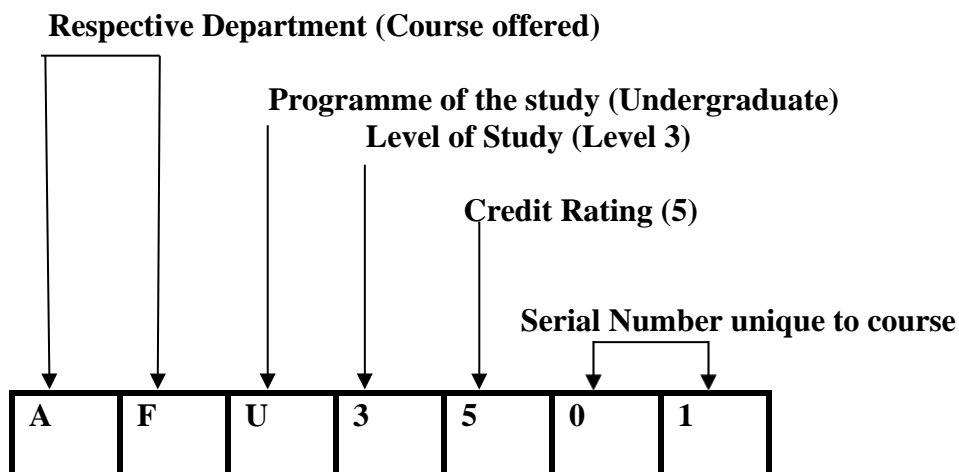 Respective Department (Course offered)
Programme of the study (Undergraduate)
Level of Study (Level 3)
Credit Rating (5)
Serial Number unique to course
A F U 3 5 0 1